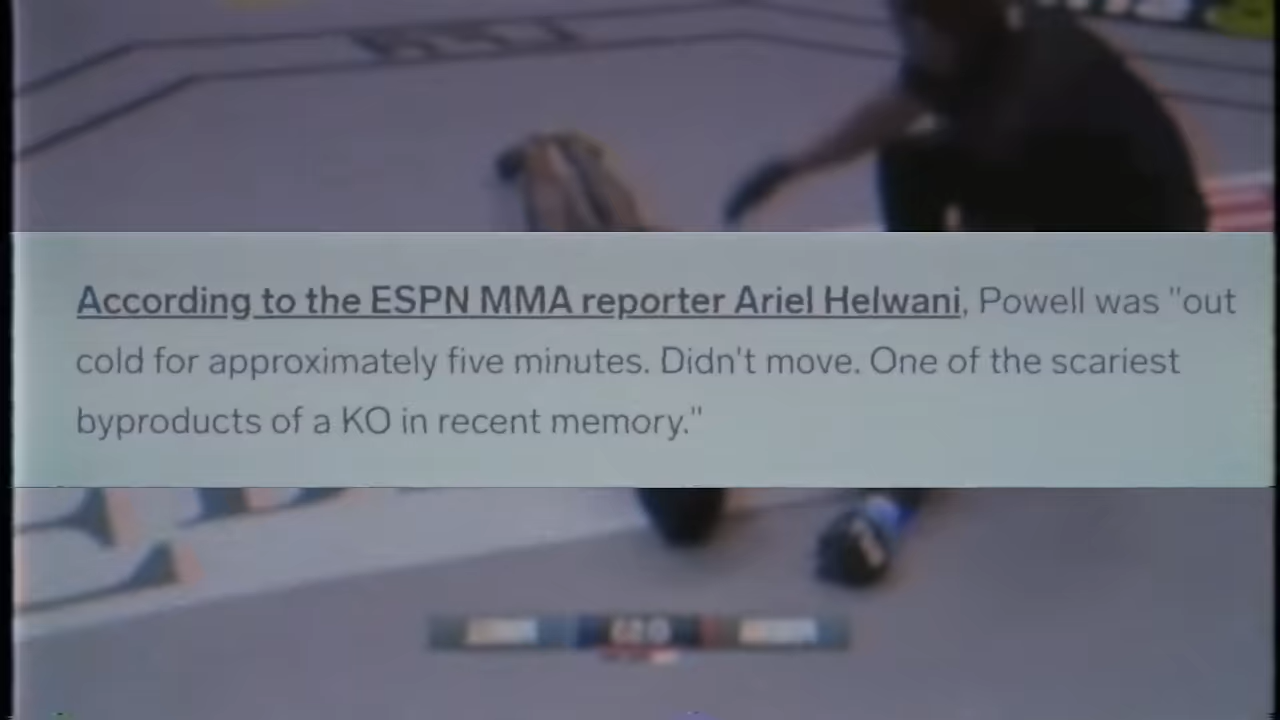 According to the ESPN MMA reporter Ariel Helwani, Powell was "out
cold for approximately five minutes. Didn't move. One of the scariest
byproducts of a KO in recent memory."